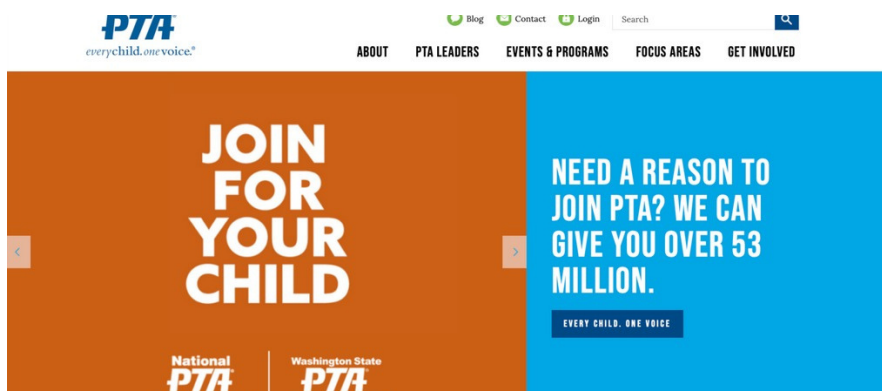 PTA
everychild.onevoice.®
Blog Contact Login Search
ABOUT PTA LEADERS EVENTS & PROGRAMS FOCUS AREAS GET INVOLVED
JOIN
FOR
YOUR
CHILD
National
PTA
Washington State
PTA
NEED A REASON TO
JOIN PTA? WE CAN
GIVE YOU OVER 53
MILLION.
EVERY CHILD. ONE VOICE